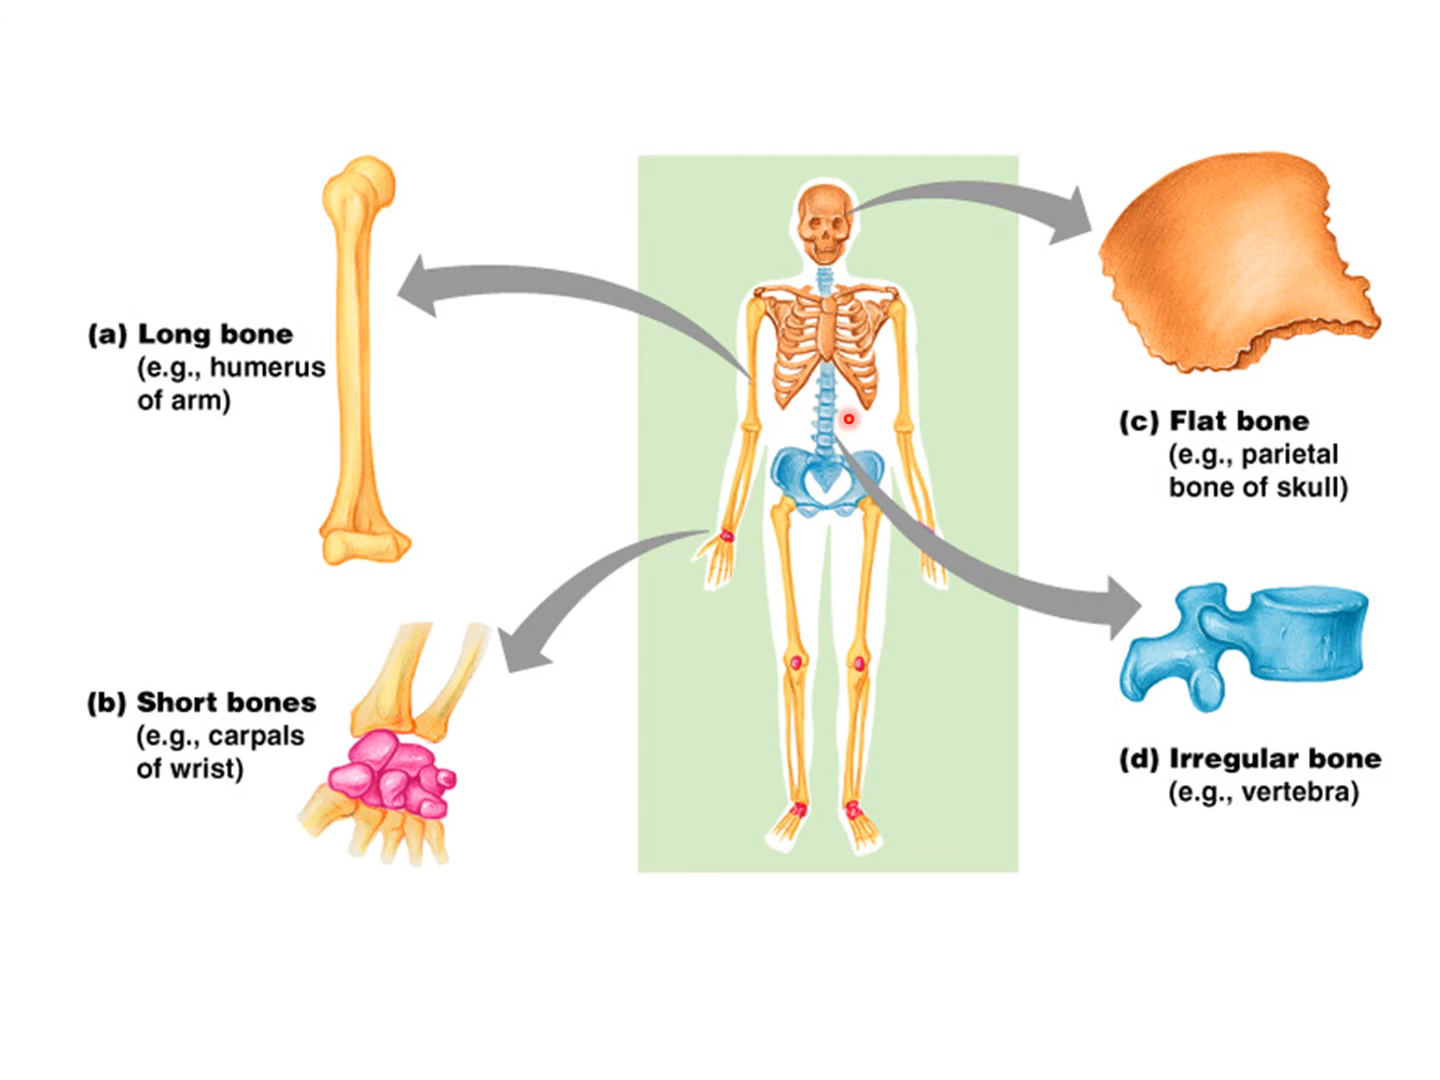 (a) Long bone
(e.g., humerus
of arm)
(b) Short bones
(e.g., carpals
of wrist)
(c) Flat bone
(e.g., parietal
bone of skull)
(d) Irregular bone
(e.g., vertebra)